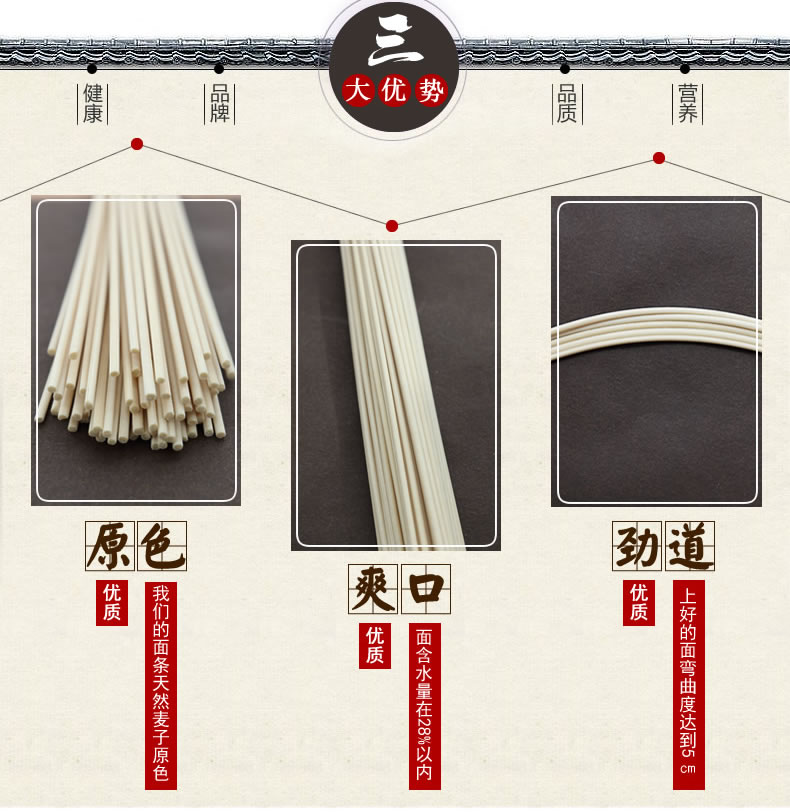 三
大优势
健康
品牌
品质
营养
原色
优质
我们的面条天然麦子原色
爽口
优质
面含水量在28%以内
劲道
优质
上好的面弯曲度达到5cm